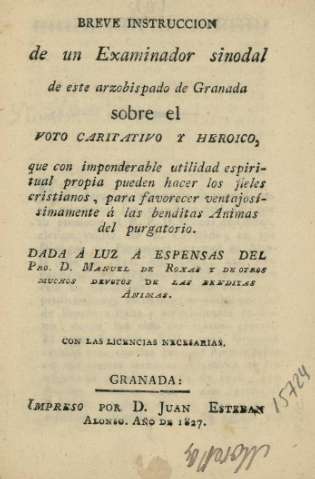 BREVE INSTRUCCION
de un Examinador sinodal
de este arzobispado de Granada
sobre el
VOTO CARITATIVO Y HEROICO,
que con imponderable utilidad espiri-
tual propia pueden hacer los fieles
cristianos, para favorecer ventajosí-
simamente á las benditas Animas
del purgatorio.
DADA Á LUZ A ESPENSAS DEL
PBO. D. MANUEL DE ROXAS Y DE OTROS
MUCHOS DEVOTOS DE LAS BENDITAS
ÁNIMAS.
CON LAS LICENCIAS NECESARIAS.
GRANADA:
IMPRESO POR D. JUAN ESTEBAN
ALONSO. AÑO DE 1827.
15724